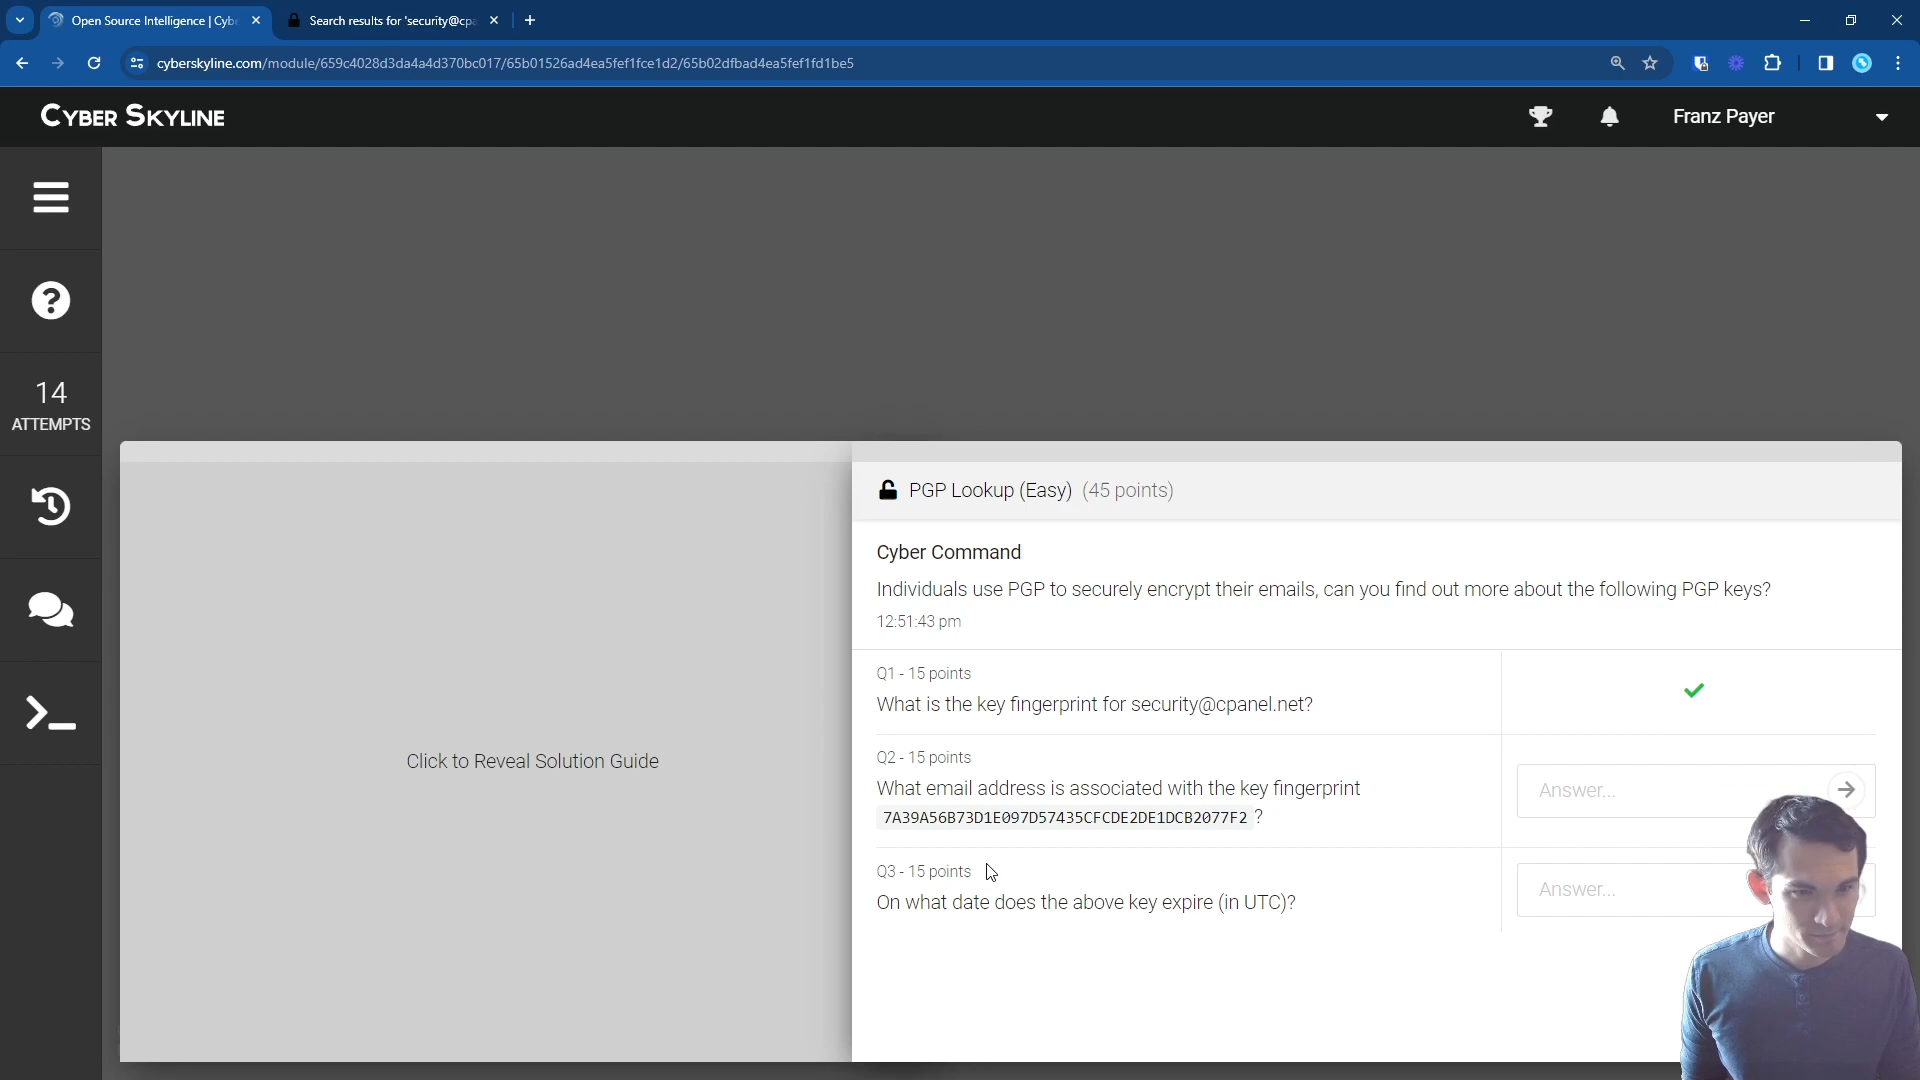 Open Source Intelligence | Cyb
Search results for 'security@cpa
cyberskyline.com/module/659c4028d3da4a4d370bc017/65b01526ad4ea5fef1fce1d2/65b02dfbad4ea5fef1fd1be5
CYBER SKYLINE
Franz Payer
14
ATTEMPTS
Click to Reveal Solution Guide
PGP Lookup (Easy) (45 points)
Cyber Command
Individuals use PGP to securely encrypt their emails, can you find out more about the following PGP keys?
12:51:43 pm
Q1 - 15 points
What is the key fingerprint for security@cpanel.net?
Q2 - 15 points
What email address is associated with the key fingerprint
7A39A56B73D1E097D57435CFCDE2DE1DCB2077F2 ?
Answer...
Q3 - 15 points
On what date does the above key expire (in UTC)?
Answer...